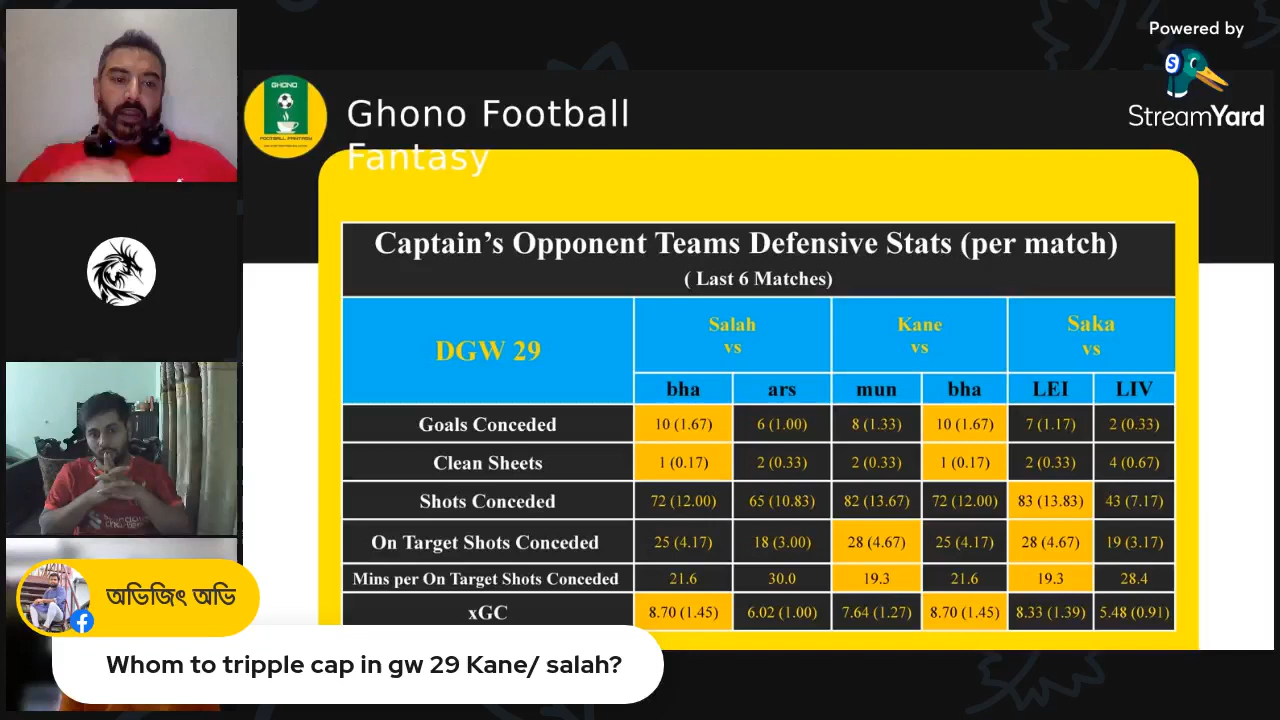 Powered by
S
StreamYard
GHONO
FOOTBALL FANTASY
Ghono Football
Fantasy
Captain's Opponent Teams Defensive Stats (per match)
( Last 6 Matches)
DGW 29
Salah
vs
Kane
vs
Saka
vs
bha ars mun bha LEI LIV
Goals Conceded 10 (1.67) 6 (1.00) 8 (1.33) 10 (1.67) 7 (1.17) 2 (0.33)
Clean Sheets 1 (0.17) 2 (0.33) 2 (0.33) 1 (0.17) 2 (0.33) 4 (0.67)
Shots Conceded 72 (12.00) 65 (10.83) 82 (13.67) 72 (12.00) 83 (13.83) 43 (7.17)
On Target Shots Conceded 25 (4.17) 18 (3.00) 28 (4.67) 25 (4.17) 28 (4.67) 19 (3.17)
Mins per On Target Shots Conceded 21.6 30.0 19.3 21.6 19.3 28.4
xGC 8.70 (1.45) 6.02 (1.00) 7.64 (1.27) 8.70 (1.45) 8.33 (1.39) 5.48 (0.91)
অভিজিৎ অভি
Whom to tripple cap in gw 29 Kane/ salah?